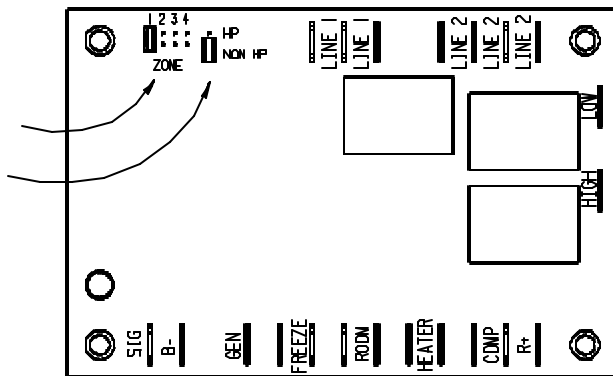 1 2 3 4
HP
NON HP
ZONE
LINE 1
LINE 1
LINE 2
LINE 2
LINE 2
LOW
HIGH
SIG
B-
GEN
FREEZE
ROOM
HEATER
COMP
R+